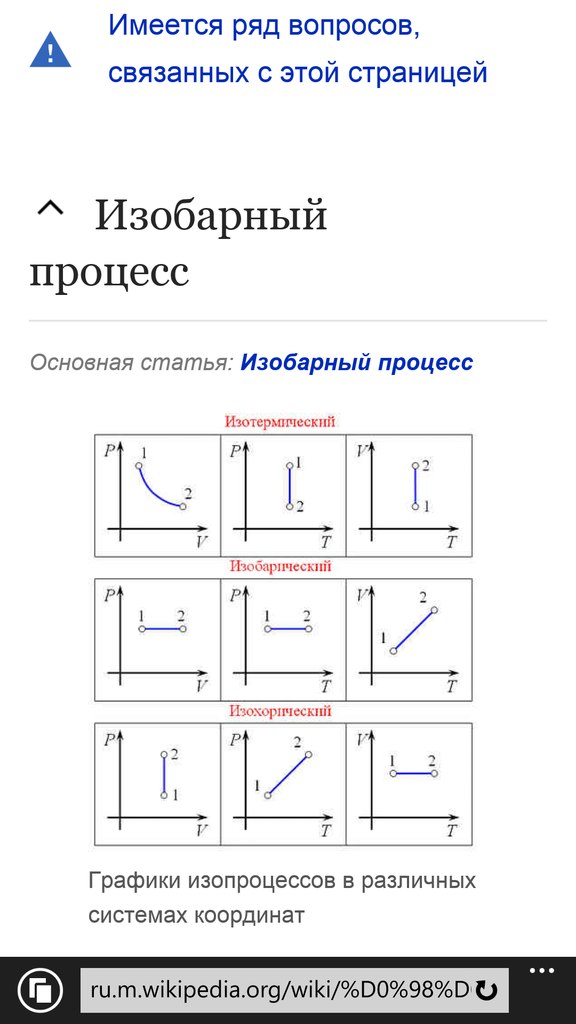 Имеется ряд вопросов,
связанных с этой страницей
Изобарный
процесс
Основная статья: Изобарный процесс
Изотермический
P 1 2 V
P 1 2 T
V 2 1 T
Изобарический
P 1 2 V
P 1 2 T
V 2 1 T
Изохорический
P 2 1 V
P 2 1 T
V 1 2 T
Графики изопроцессов в различных
системах координат
ru.m.wikipedia.org/wiki/%D0%98%D